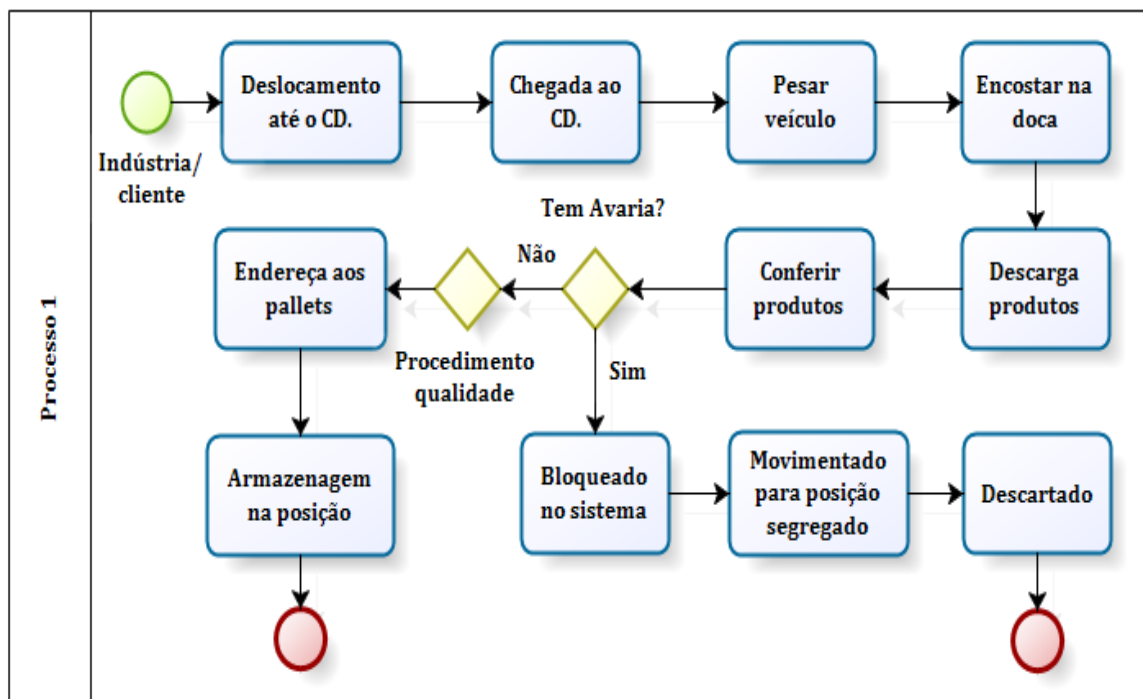 Processo 1
Indústria/
cliente
Deslocamento
até o CD.
Chegada ao
CD.
Pesar
veículo
Encostar na
doca
Descarga
produtos
Conferir
produtos
Tem Avaria?
Não
Sim
Procedimento
qualidade
Endereça aos
pallets
Armazenagem
na posição
Bloqueado
no sistema
Movimentado
para posição
segregado
Descartado